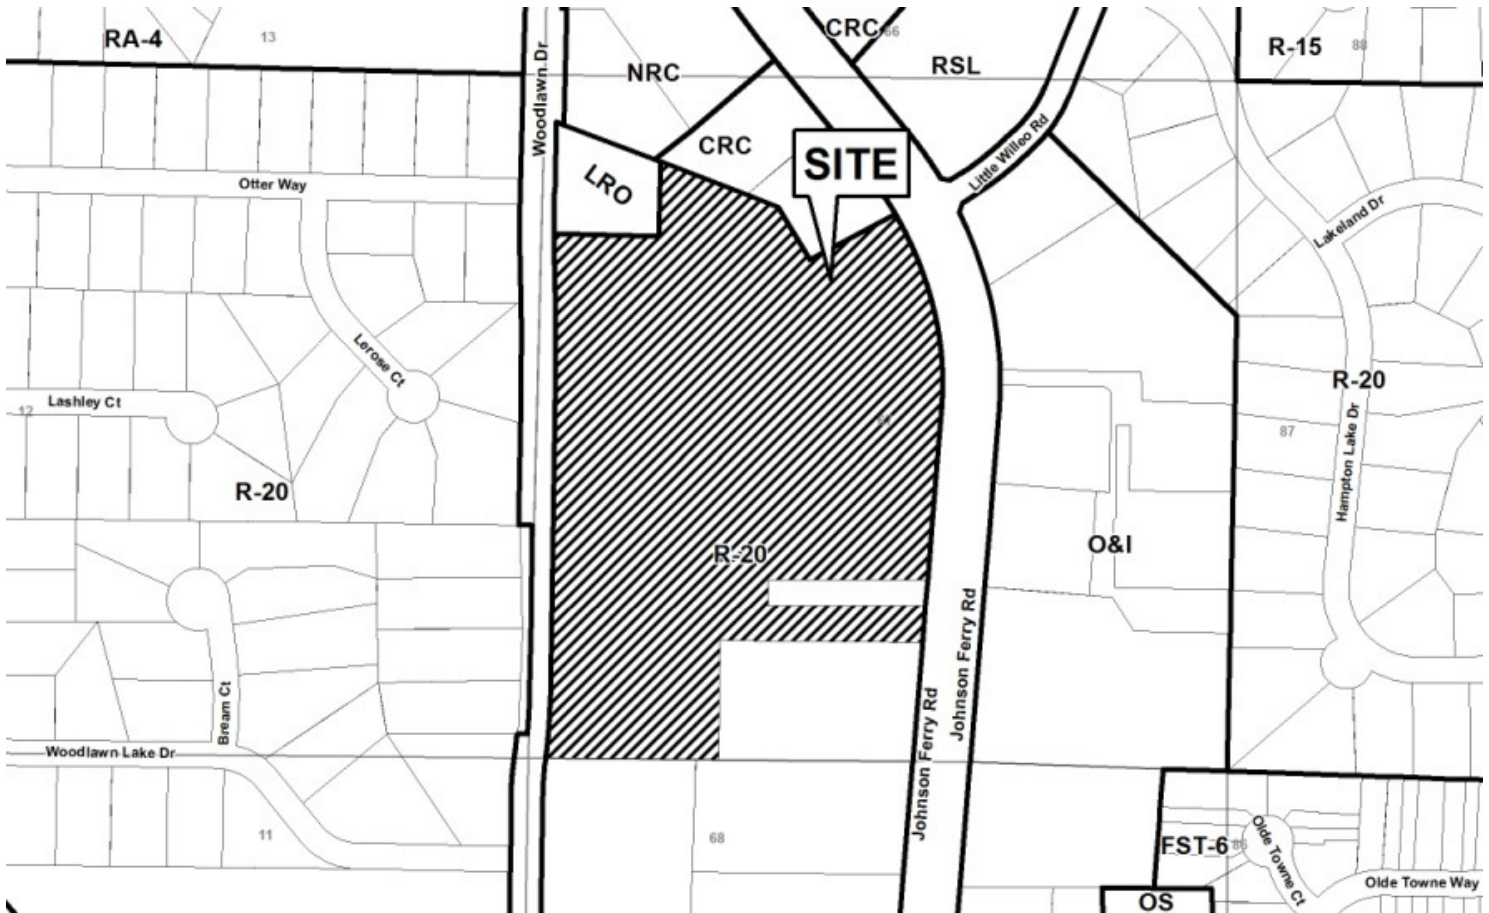 RA-4
13
Woodlawn Dr
NRC
CRC
66
RSL
R-15
88
CRC
SITE
Little Willeo Rd
LRO
Otter Way
Lakeland Dr
Lerose Ct
Lashley Ct
12
R-20
87
Hampton Lake Dr
R-20
R-20
O&I
Johnson Ferry Rd
Johnson Ferry Rd
Bream Ct
Woodlawn Lake Dr
11
68
FST-6
86
Olde Towne Ct
Olde Towne Way
OS